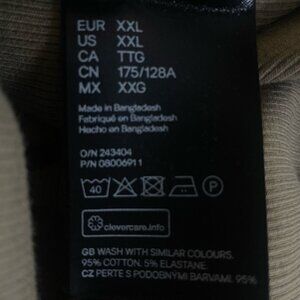 EUR XXL
US XXL
CA TTG
CN 175/128A
MX XXG
Made in Bangladesh
Fabriqué en Bangladesh
Hecho en Bangladesh
O/N 243404
P/N 08006911
40 P
clevercare.info
GB WASH WITH SIMILAR COLOURS.
95% COTTON. 5% ELASTANE
CZ PERTE S PODOBNÝMI BARVAMI. 95%